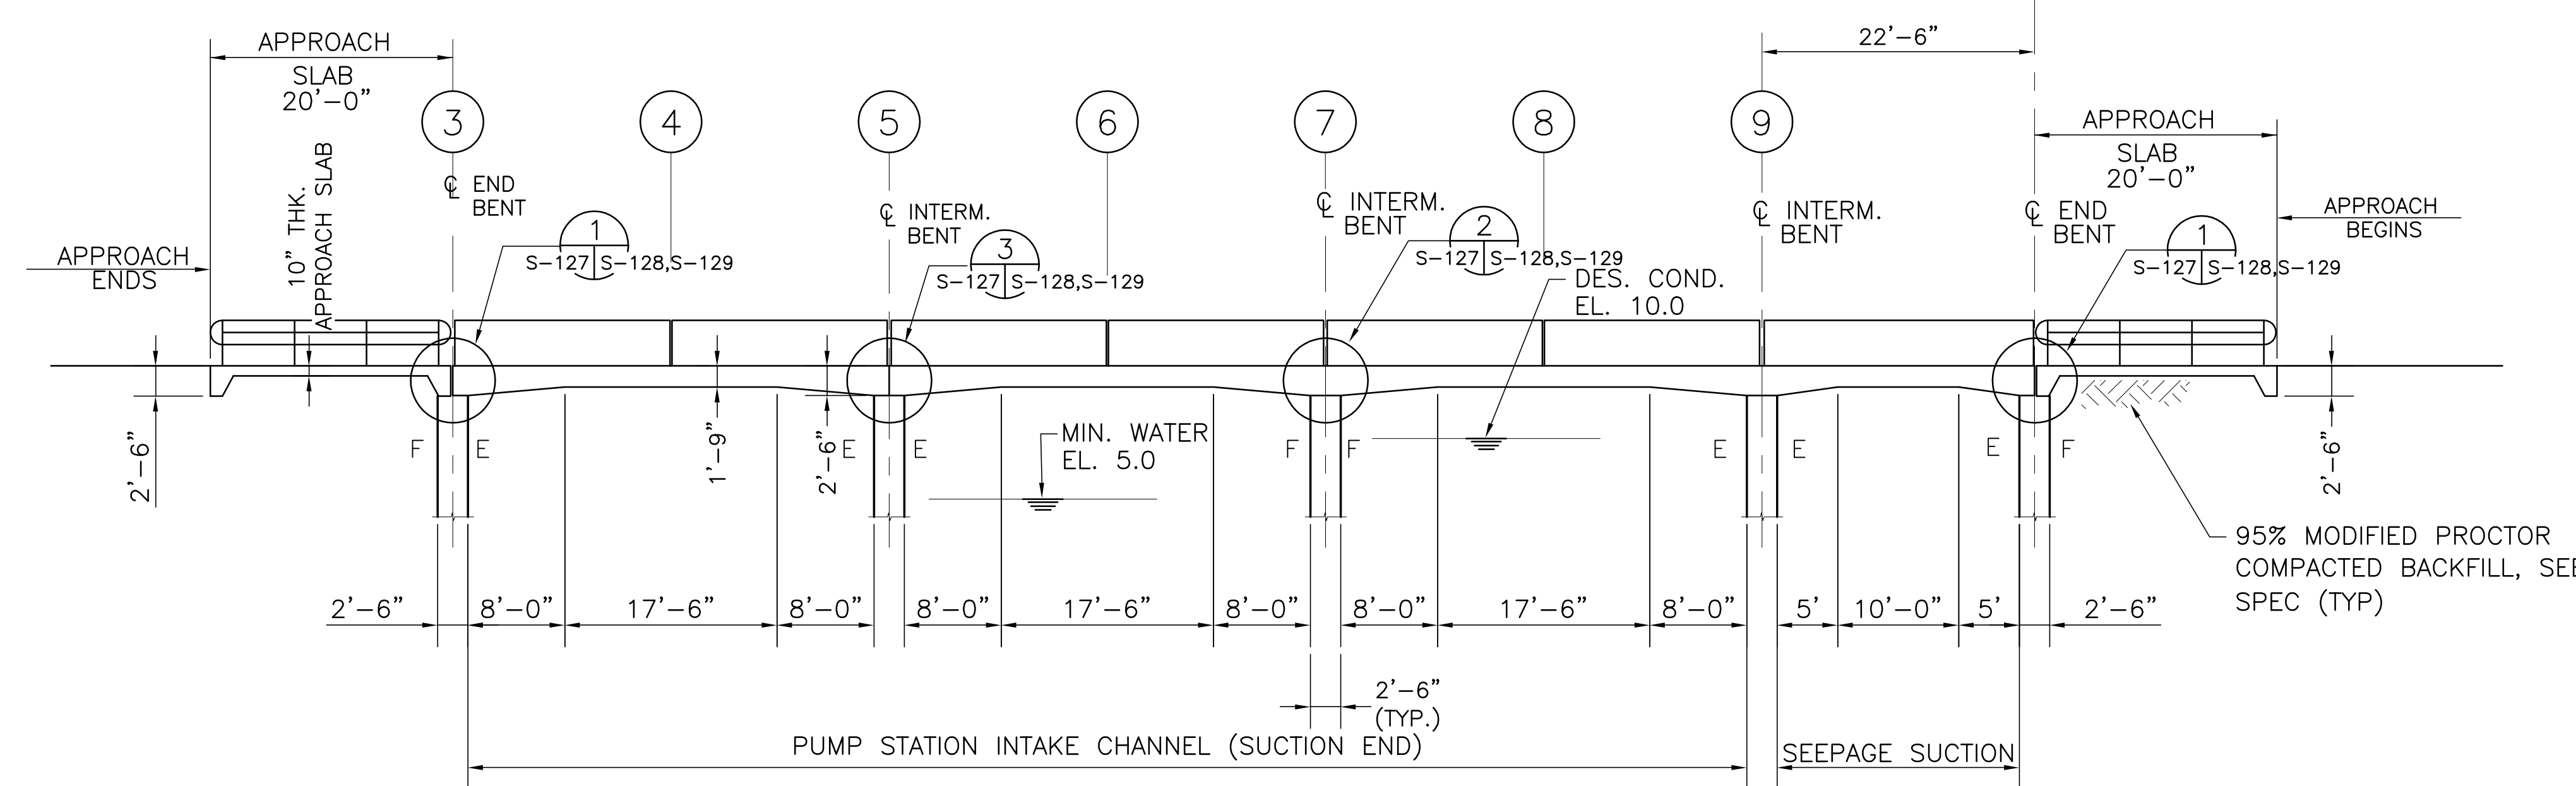 APPROACH
SLAB
20'-0"
22'-6"
APPROACH
SLAB
20'-0"
3
4
5
6
7
8
9
10" THK.
APPROACH SLAB
℄ END
BENT
℄ INTERM.
BENT
℄ INTERM.
BENT
℄ INTERM.
BENT
℄ END
BENT
APPROACH
BEGINS
APPROACH
ENDS
1
S-127 S-128,S-129
3
S-127 S-128,S-129
2
S-127 S-128,S-129
1
S-127 S-128,S-129
DES. COND.
EL. 10.0
2'-6"
F E
1'-9"
2'-6"
E E
MIN. WATER
EL. 5.0
F F
E E
E F
2'-6"
95% MODIFIED PROCTOR
COMPACTED BACKFILL, SEE
SPEC (TYP)
2'-6" 8'-0" 17'-6" 8'-0" 8'-0" 17'-6" 8'-0" 8'-0" 17'-6" 8'-0" 5' 10'-0" 5' 2'-6"
2'-6"
(TYP.)
PUMP STATION INTAKE CHANNEL (SUCTION END)
SEEPAGE SUCTION